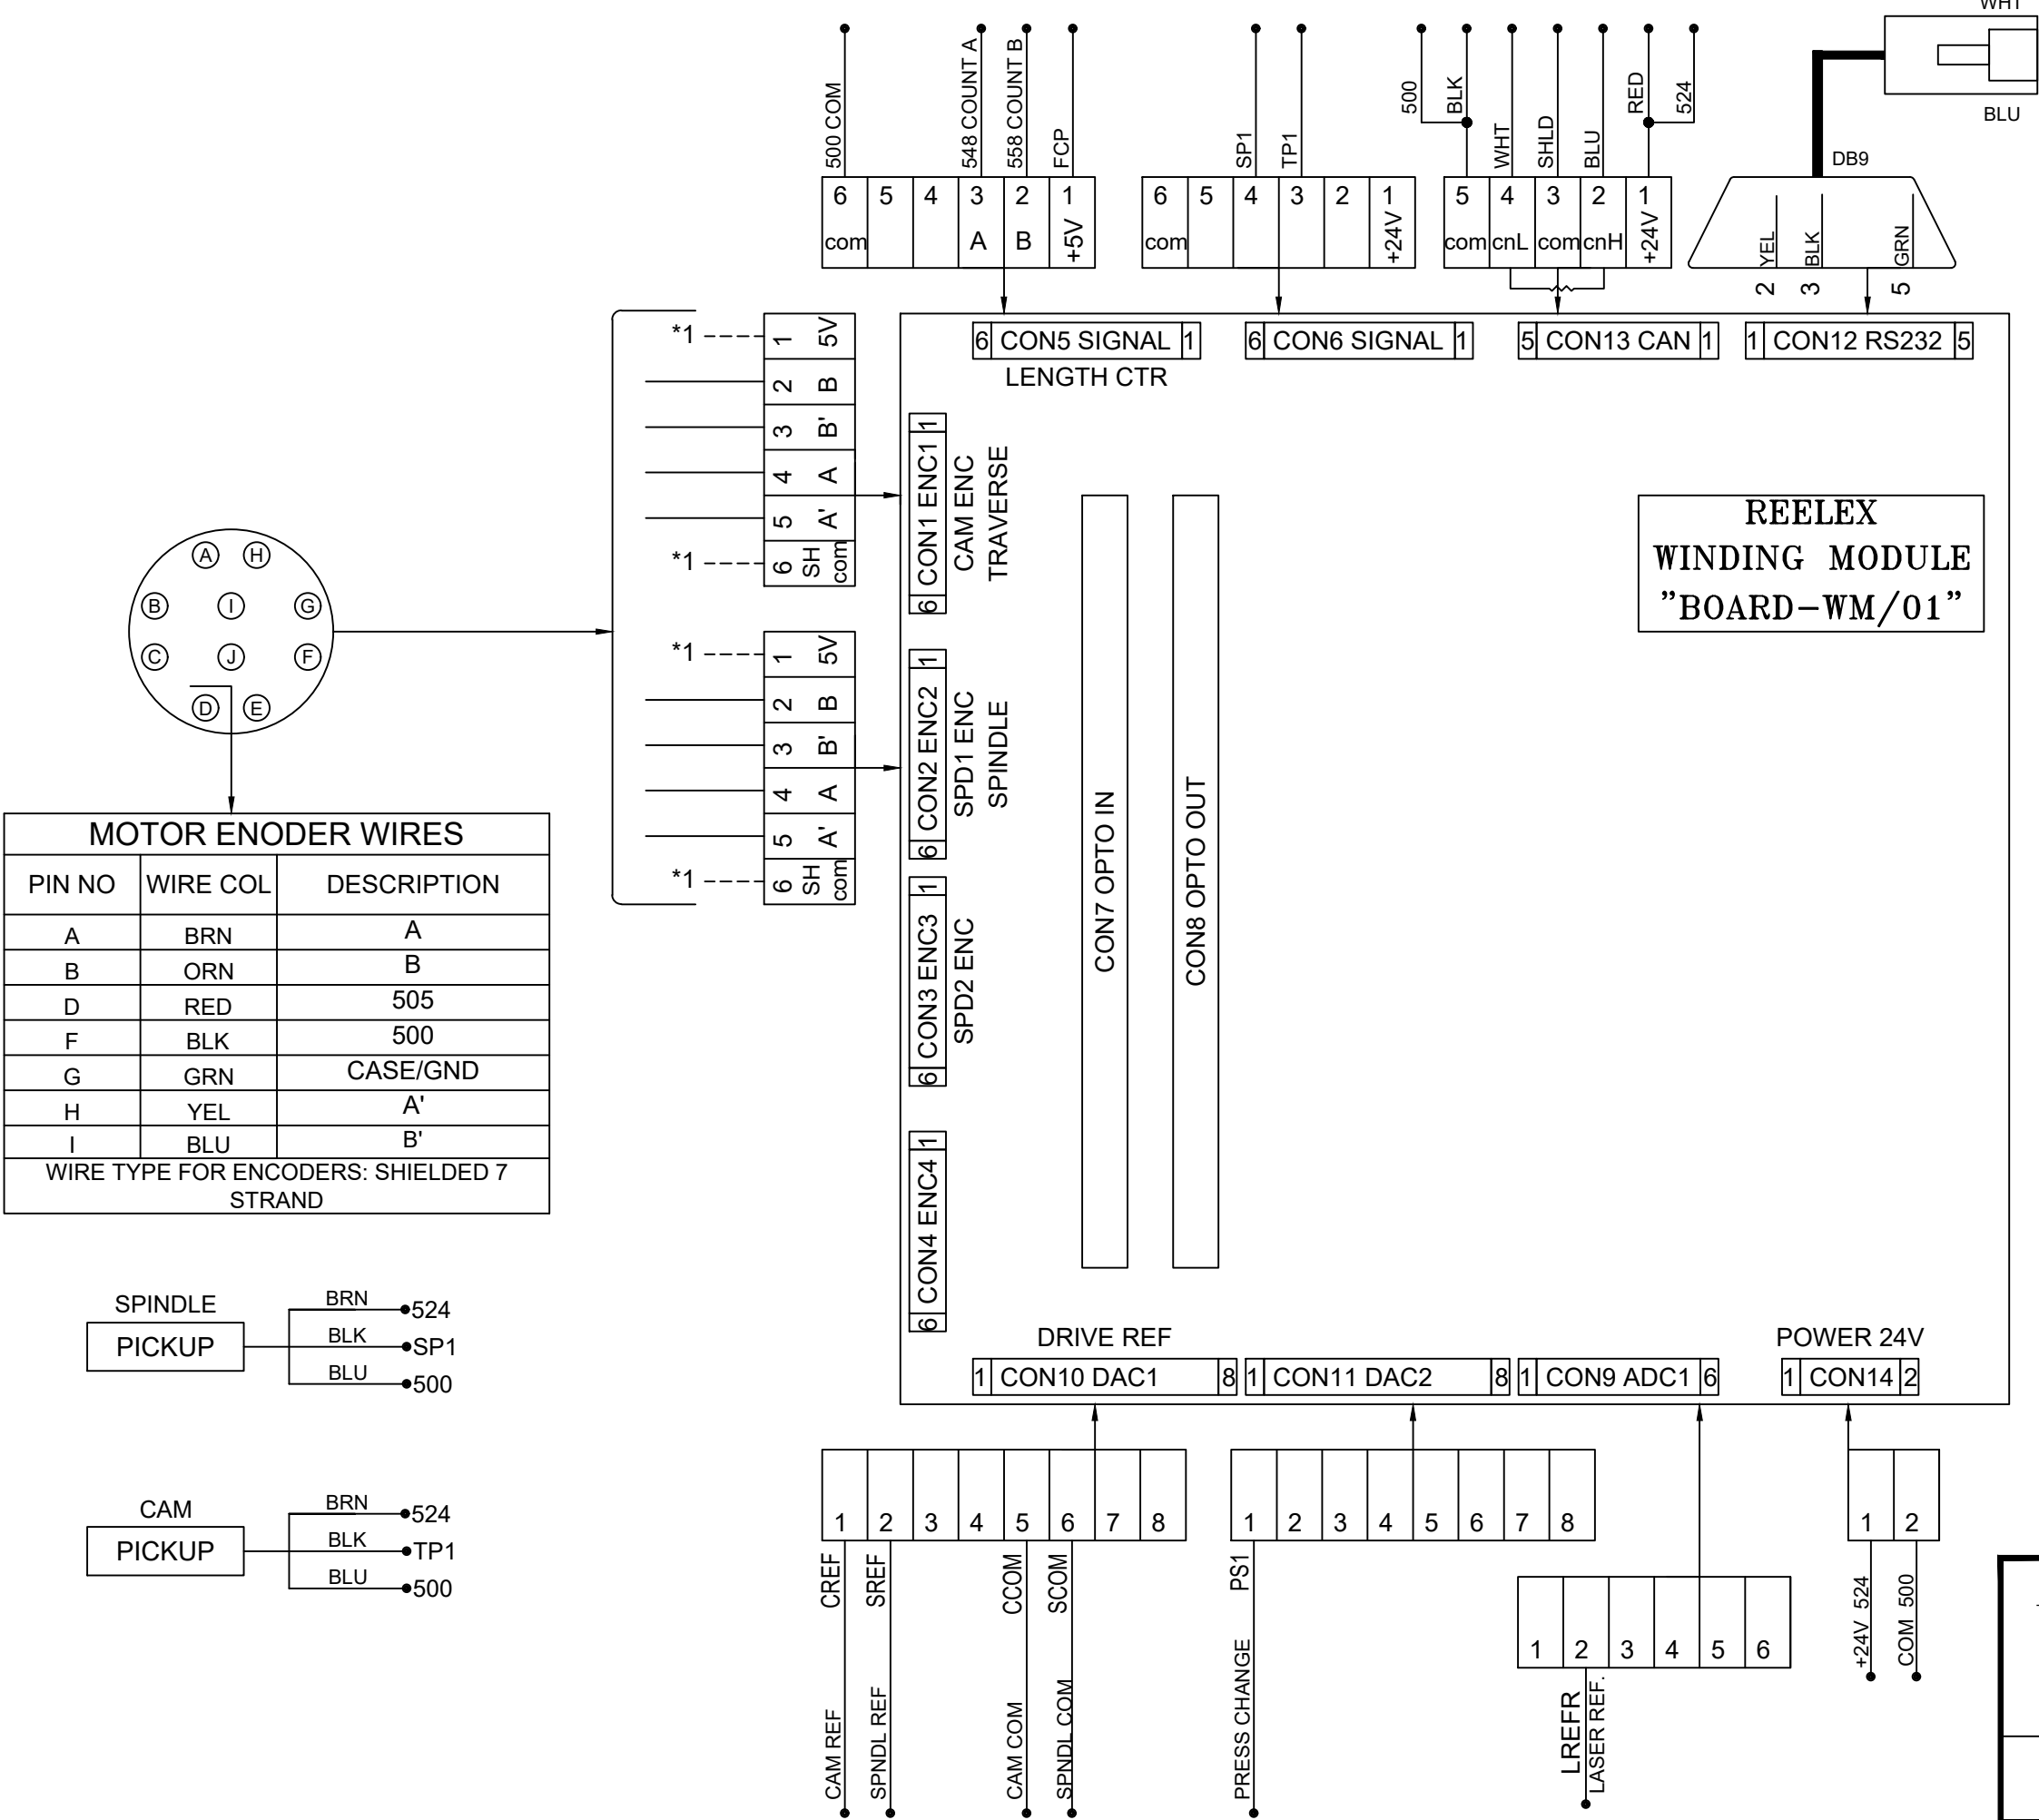 WHT
BLU
DB9
500 COM
548 COUNT A
558 COUNT B
FCP
SP1
TP1
500
BLK
WHT
SHLD
BLU
RED
524
6 5 4 3 2 1
com A B +5V
6 5 4 3 2 1
com +24V
5 4 3 2 1
com cnL com cnH +24V
YEL BLK GRN
2 3 5
6 CON5 SIGNAL 1
LENGTH CTR
6 CON6 SIGNAL 1
5 CON13 CAN 1
1 CON12 RS232 5
*1 1 5V
2 B
3 B'
4 A
5 A'
*1 6 SH com
6 CON1 ENC1 1
CAM ENC
TRAVERSE
REELEX
WINDING MODULE
"BOARD-WM/01"
A H
B I G
C J F
D E
*1 1 5V
2 B
3 B'
4 A
5 A'
*1 6 SH com
6 CON2 ENC2 1
SPD1 ENC
SPINDLE
6 CON3 ENC3 1
SPD2 ENC
6 CON4 ENC4 1
CON7 OPTO IN
CON8 OPTO OUT
MOTOR ENODER WIRES
PIN NO WIRE COL DESCRIPTION
A BRN A
B ORN B
D RED 505
F BLK 500
G GRN CASE/GND
H YEL A'
I BLU B'
WIRE TYPE FOR ENCODERS: SHIELDED 7
STRAND
SPINDLE
PICKUP
BRN 524
BLK SP1
BLU 500
CAM
PICKUP
BRN 524
BLK TP1
BLU 500
DRIVE REF
1 CON10 DAC1 8
1 CON11 DAC2 8
1 CON9 ADC1 6
POWER 24V
1 CON14 2
1 2 3 4 5 6 7 8
CREF
SREF
CCOM
SCOM
CAM REF
SPNDL REF
CAM COM
SPNDL COM
1 2 3 4 5 6 7 8
PS1
PRESS CHANGE
1 2 3 4 5 6
LREFR
LASER REF.
1 2
+24V 524
COM 500